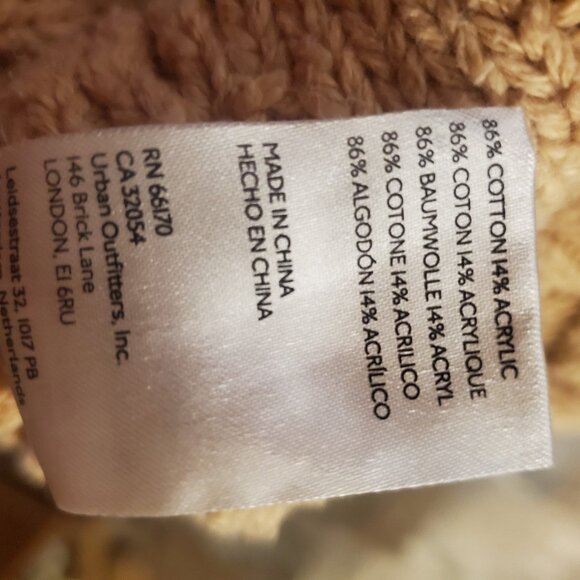 86% COTTON 14% ACRYLIC
86% COTON 14% ACRYLIQUE
86% BAUMWOLLE 14% ACRYL
86% COTONE 14% ACRILICO
86% ALGODÓN 14% ACRÍLICO
MADE IN CHINA
HECHO EN CHINA
RN 66170
CA 32054
Urban Outfitters, Inc.
146 Brick Lane
LONDON, E1 6RU
Leidsestraat 32, 1017 PB
Netherlands